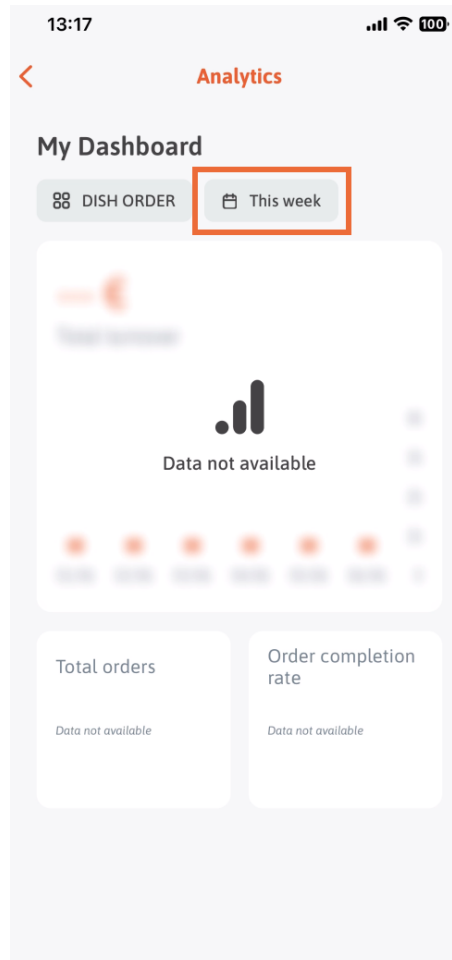 13:17
100
Analytics
My Dashboard
DISH ORDER
This week
€
Data not available
Total orders
Order completion
rate
Data not available
Data not available